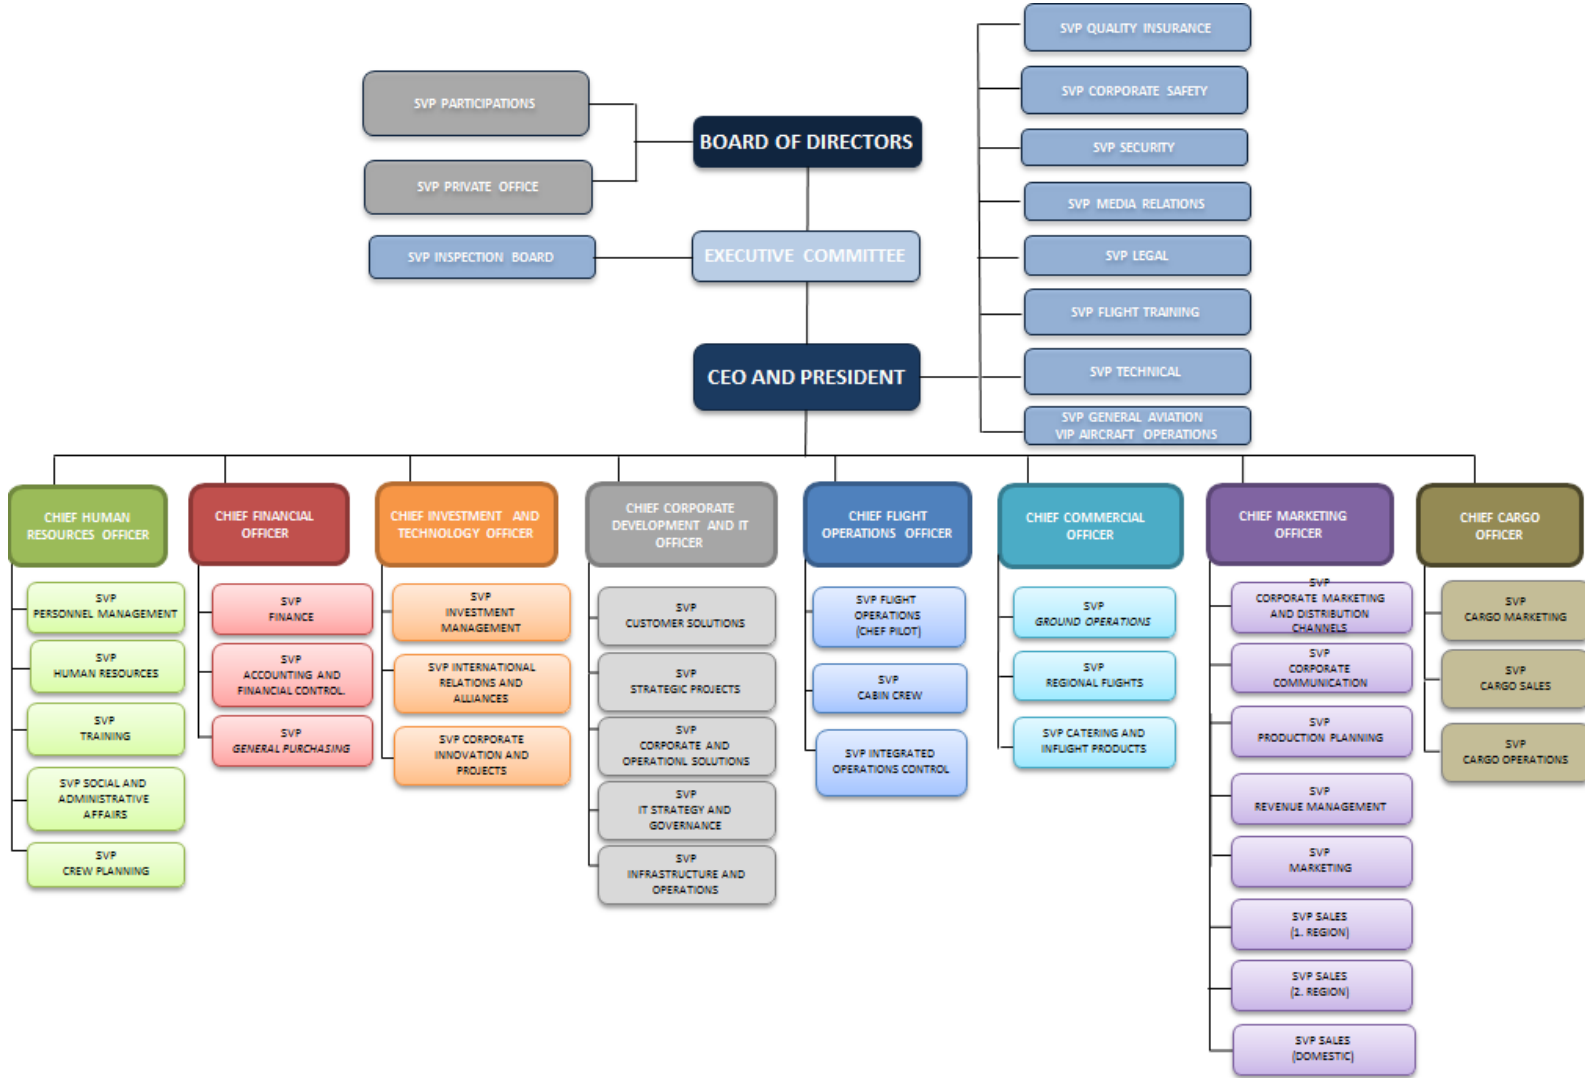 SVP PARTICIPATIONS
SVP PRIVATE OFFICE
SVP INSPECTION BOARD
BOARD OF DIRECTORS
EXECUTIVE COMMITTEE
CEO AND PRESIDENT
SVP QUALITY INSURANCE
SVP CORPORATE SAFETY
SVP SECURITY
SVP MEDIA RELATIONS
SVP LEGAL
SVP FLIGHT TRAINING
SVP TECHNICAL
SVP GENERAL AVIATION
VIP AIRCRAFT OPERATIONS
CHIEF HUMAN
RESOURCES OFFICER
SVP
PERSONNEL MANAGEMENT
SVP
HUMAN RESOURCES
SVP
TRAINING
SVP SOCIAL AND
ADMINISTRATIVE
AFFAIRS
SVP
CREW PLANNING
CHIEF FINANCIAL
OFFICER
SVP
FINANCE
SVP
ACCOUNTING AND
FINANCIAL CONTROL.
SVP
GENERAL PURCHASING
CHIEF INVESTMENT AND
TECHNOLOGY OFFICER
SVP
INVESTMENT
MANAGEMENT
SVP INTERNATIONAL
RELATIONS AND
ALLIANCES
SVP CORPORATE
INNOVATION AND
PROJECTS
CHIEF CORPORATE
DEVELOPMENT AND IT
OFFICER
SVP
CUSTOMER SOLUTIONS
SVP
STRATEGIC PROJECTS
SVP
CORPORATE AND
OPERATIONL SOLUTIONS
SVP
IT STRATEGY AND
GOVERNANCE
SVP
INFRASTRUCTURE AND
OPERATIONS
CHIEF FLIGHT
OPERATIONS OFFICER
SVP FLIGHT
OPERATIONS
(CHEF PILOT)
SVP
CABIN CREW
SVP INTEGRATED
OPERATIONS CONTROL
CHIEF COMMERCIAL
OFFICER
SVP
GROUND OPERATIONS
SVP
REGIONAL FLIGHTS
SVP CATERING AND
INFLIGHT PRODUCTS
CHIEF MARKETING
OFFICER
SVP
CORPORATE MARKETING
AND DISTRIBUTION
CHANNELS
SVP
CORPORATE
COMMUNICATION
SVP
PRODUCTION PLANNING
SVP
REVENUE MANAGEMENT
SVP
MARKETING
SVP SALES
(1. REGION)
SVP SALES
(2. REGION)
SVP SALES
(DOMESTIC)
CHIEF CARGO
OFFICER
SVP
CARGO MARKETING
SVP
CARGO SALES
SVP
CARGO OPERATIONS